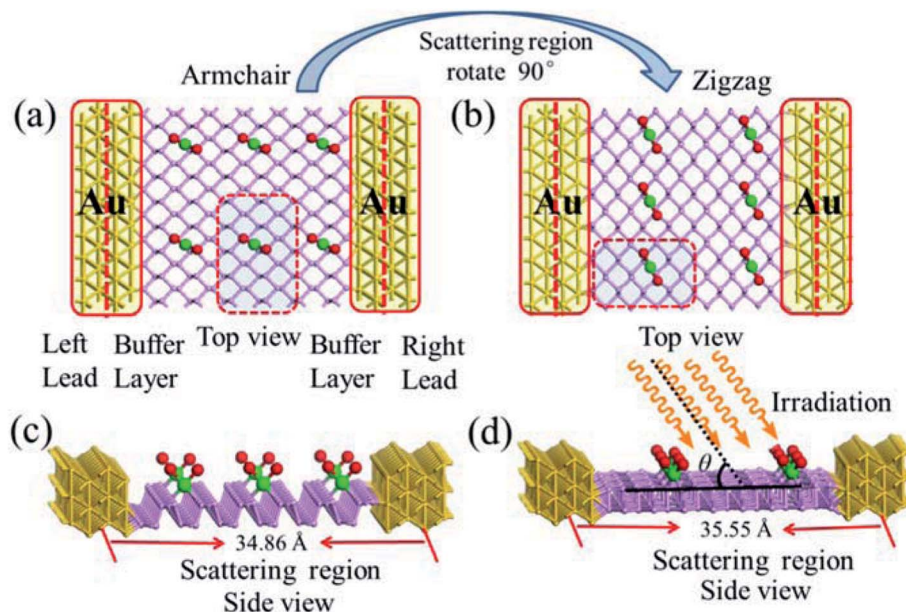 Scattering region
rotate 90°
Armchair
Zigzag
(a)
Au
Au
(b)
Au
Au
Left
Lead
Buffer
Layer
Top view
Buffer
Layer
Right
Lead
Top view
Irradiation
(c)
34.86 Å
Scattering region
Side view
(d)
θ
35.55 Å
Scattering region
Side view